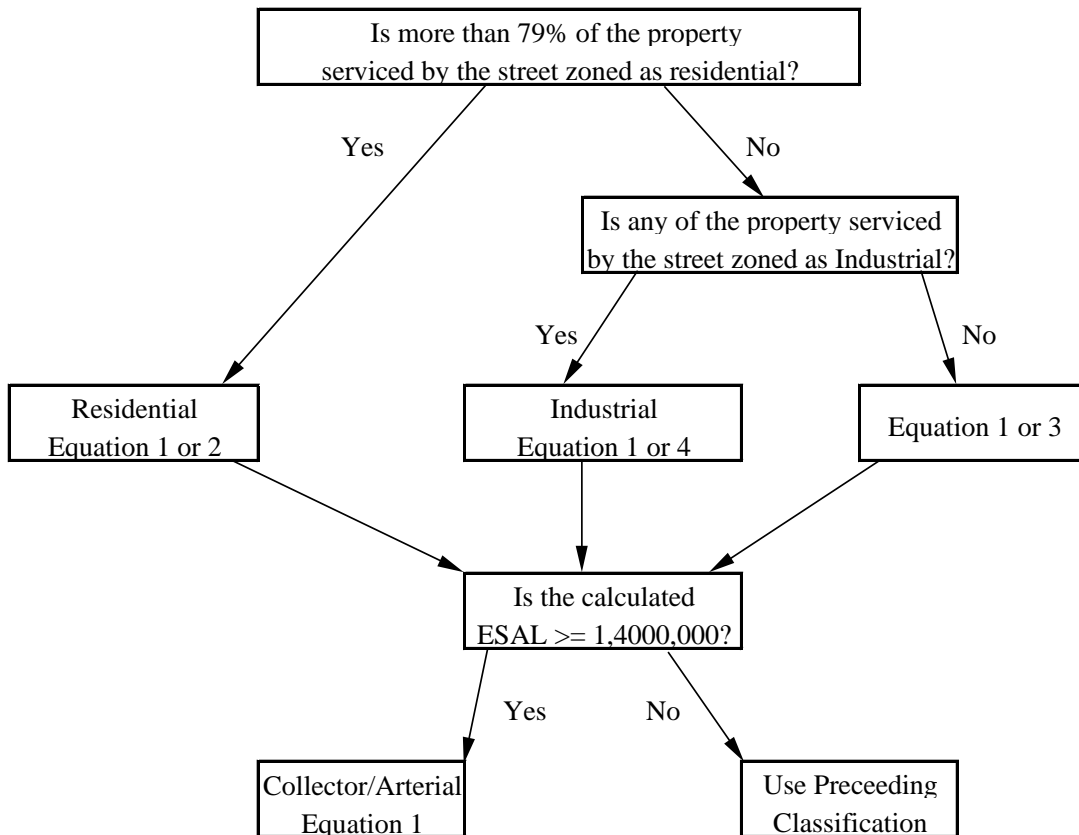 Is more than 79% of the property
serviced by the street zoned as residential?
Yes
No
Is any of the property serviced
by the street zoned as Industrial?
Yes
No
Residential
Equation 1 or 2
Industrial
Equation 1 or 4
Equation 1 or 3
Is the calculated
ESAL >= 1,4000,000?
Yes
No
Collector/Arterial
Equation 1
Use Preceeding
Classification